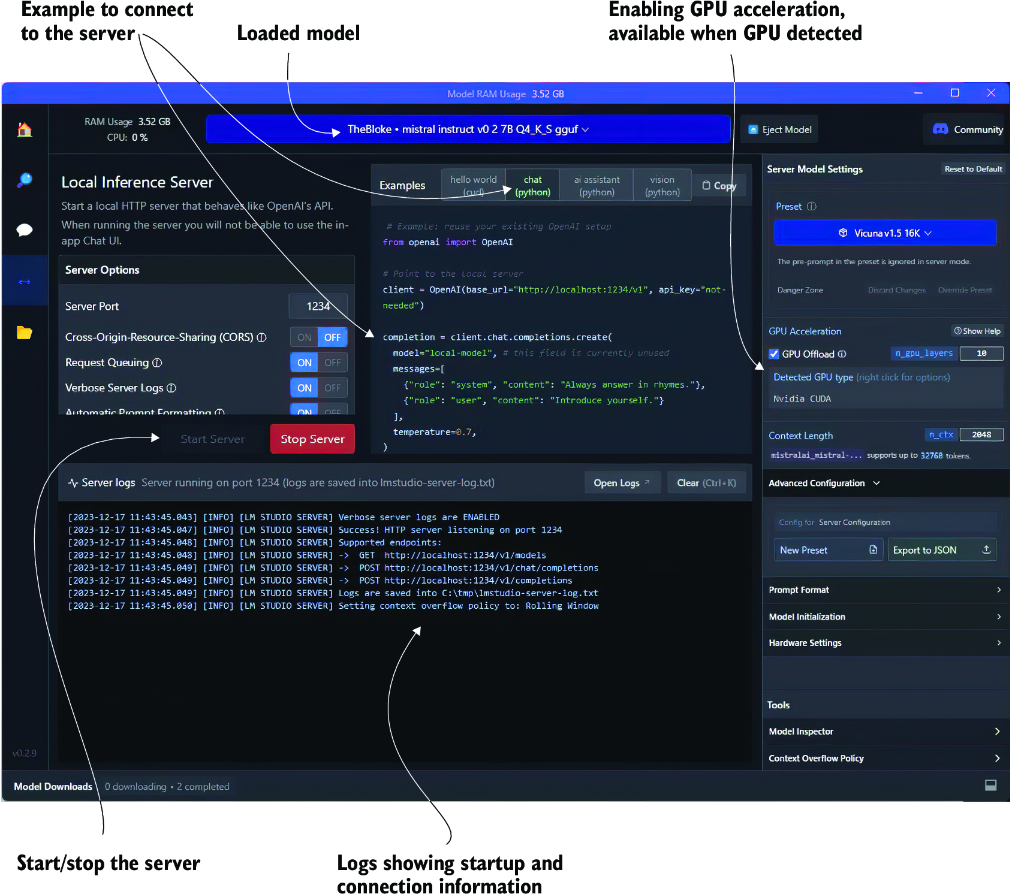 Example to connect
to the server
Loaded model
Enabling GPU acceleration,
available when GPU detected
Model RAM Usage 3.52 GB
RAM Usage 3.52 GB
CPU: 0 %
TheBloke • mistral instruct v0 2 7B Q4_K_S gguf
Eject Model
Community
Local Inference Server
Start a local HTTP server that behaves like OpenAI's API.
When running the server you will not be able to use the in-
app Chat UI.
Server Options
Server Port 1234
Cross-Origin-Resource-Sharing (CORS) ON OFF
Request Queuing ON OFF
Verbose Server Logs ON OFF
Automatic Prompt Formatting ON OFF
Start Server
Stop Server
Examples
hello world
(curl)
chat
(python)
ai assistant
(python)
vision
(python)
Copy
# Example: reuse your existing OpenAI setup
from openai import OpenAI
# Point to the local server
client = OpenAI(base_url="http://localhost:1234/v1", api_key="not-
needed")
completion = client.chat.completions.create(
model="local-model", # this field is currently unused
messages=[
{"role": "system", "content": "Always answer in rhymes."},
{"role": "user", "content": "Introduce yourself."}
],
temperature=0.7,
)
Server Model Settings
Reset to Default
Preset
Vicuna v1.5 16K
The pre-prompt in the preset is ignored in server mode.
Danger Zone Discard Changes Override Preset
GPU Acceleration Show Help
GPU Offload n_gpu_layers 10
Detected GPU type (right click for options)
Nvidia CUDA
Context Length n_ctx 2048
mistralai_mistral-... supports up to 32768 tokens.
Advanced Configuration
Config for Server Configuration
New Preset
Export to JSON
Prompt Format
Model Initialization
Hardware Settings
Tools
Model Inspector
Context Overflow Policy
Server logs Server running on port 1234 (logs are saved into lmstudio-server-log.txt)
Open Logs
Clear (Ctrl+K)
[2023-12-17 11:43:45.043] [INFO] [LM STUDIO SERVER] Verbose server logs are ENABLED
[2023-12-17 11:43:45.047] [INFO] [LM STUDIO SERVER] Success! HTTP server listening on port 1234
[2023-12-17 11:43:45.048] [INFO] [LM STUDIO SERVER] Supported endpoints:
[2023-12-17 11:43:45.048] [INFO] [LM STUDIO SERVER] -> GET http://localhost:1234/v1/models
[2023-12-17 11:43:45.049] [INFO] [LM STUDIO SERVER] -> POST http://localhost:1234/v1/chat/completions
[2023-12-17 11:43:45.049] [INFO] [LM STUDIO SERVER] -> POST http://localhost:1234/v1/completions
[2023-12-17 11:43:45.049] [INFO] [LM STUDIO SERVER] Logs are saved into C:\tmp\lmstudio-server-log.txt
[2023-12-17 11:43:45.050] [INFO] [LM STUDIO SERVER] Setting context overflow policy to: Rolling Window
v0.2.9
Model Downloads 0 downloading • 2 completed
Start/stop the server
Logs showing startup and
connection information